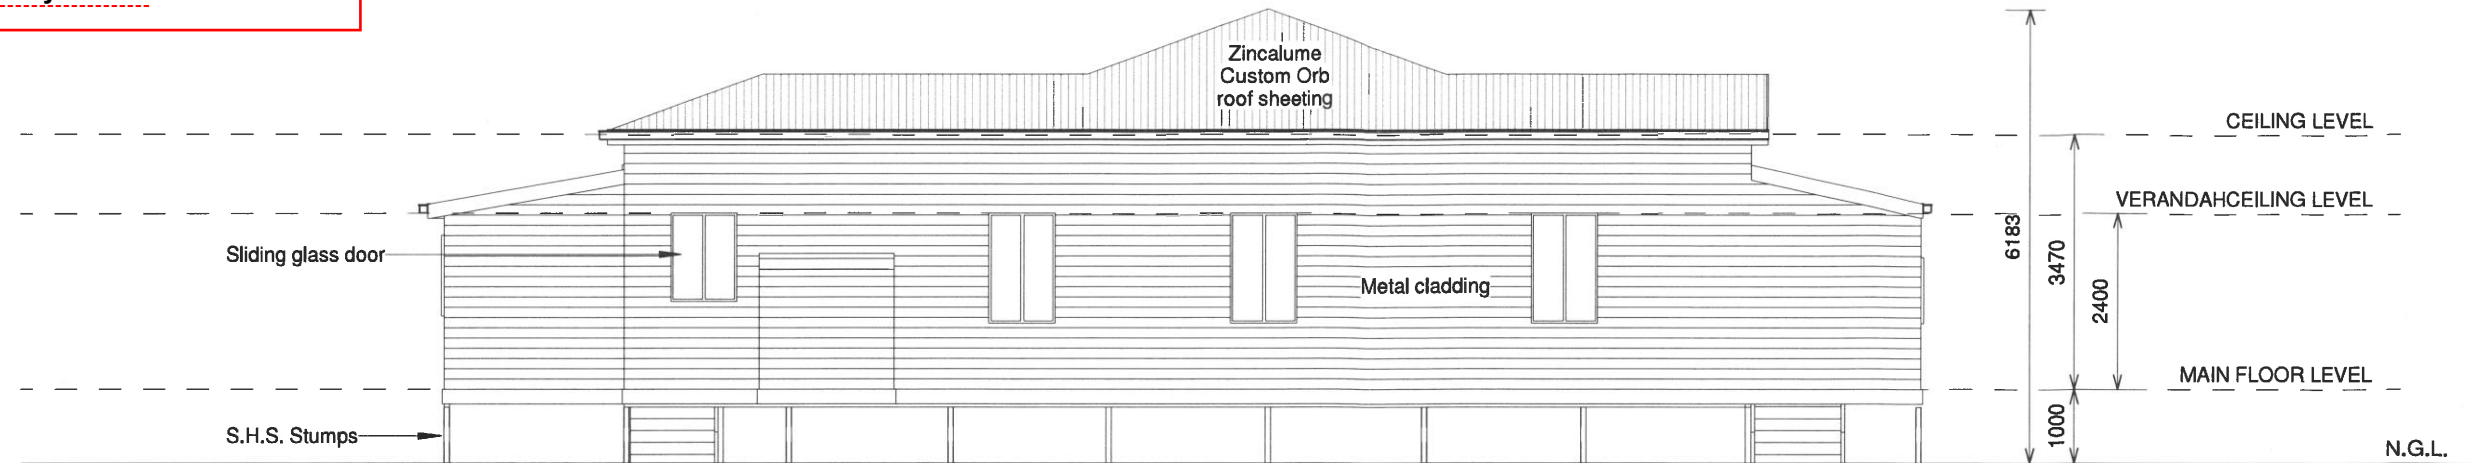 Zincalume
Custom Orb
roof sheeting
CEILING LEVEL
VERANDAHCEILING LEVEL
6183
3470
2400
Sliding glass door
Metal cladding
MAIN FLOOR LEVEL
S.H.S. Stumps
1000
N.G.L.